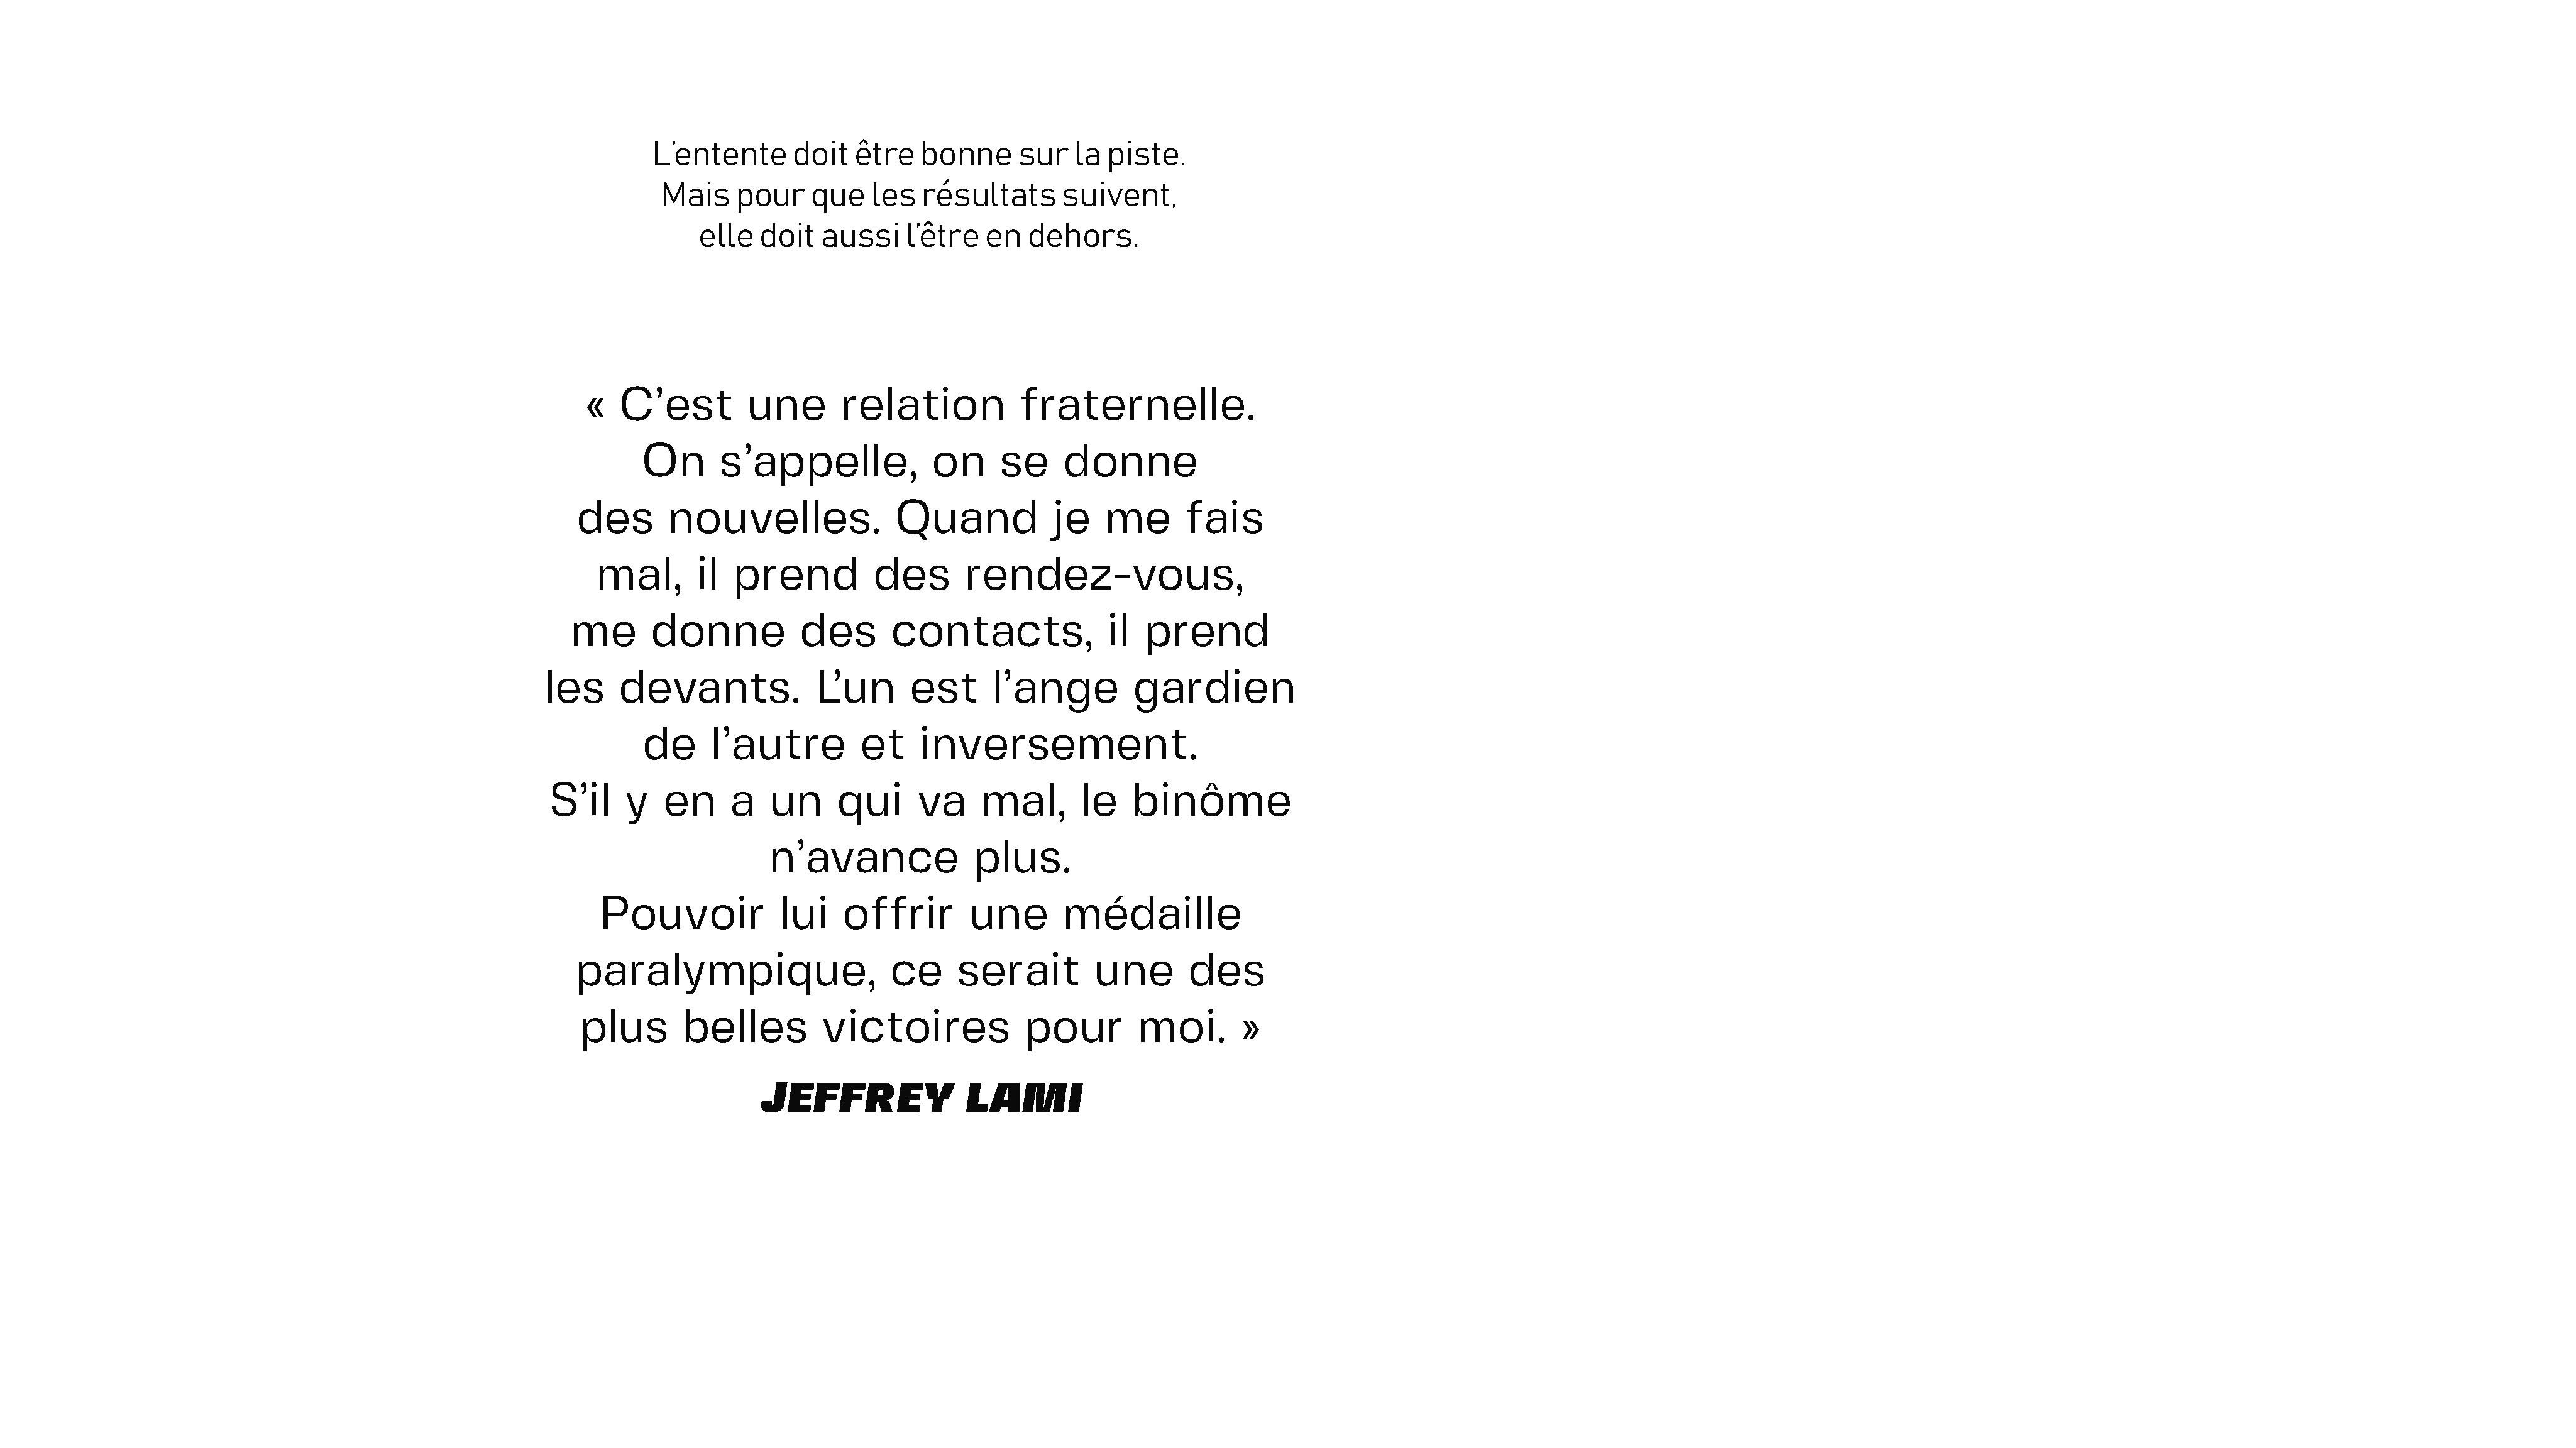 L’entente doit être bonne sur la piste.
Mais pour que les résultats suivent,
elle doit aussi l’être en dehors.
« C’est une relation fraternelle.
On s’appelle, on se donne
des nouvelles. Quand je me fais
mal, il prend des rendez-vous,
me donne des contacts, il prend
les devants. L’un est l’ange gardien
de l’autre et inversement.
S’il y en a un qui va mal, le binôme
n’avance plus.
Pouvoir lui offrir une médaille
paralympique, ce serait une des
plus belles victoires pour moi. »
JEFFREY LAMI